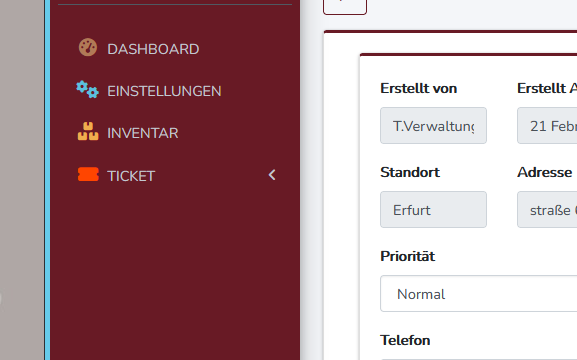 DASHBOARD
EINSTELLUNGEN
INVENTAR
TICKET
Erstellt von
Erstellt A
T.Verwaltung
21 Febr
Standort
Adresse
Erfurt
straße
Priorität
Normal
Telefon